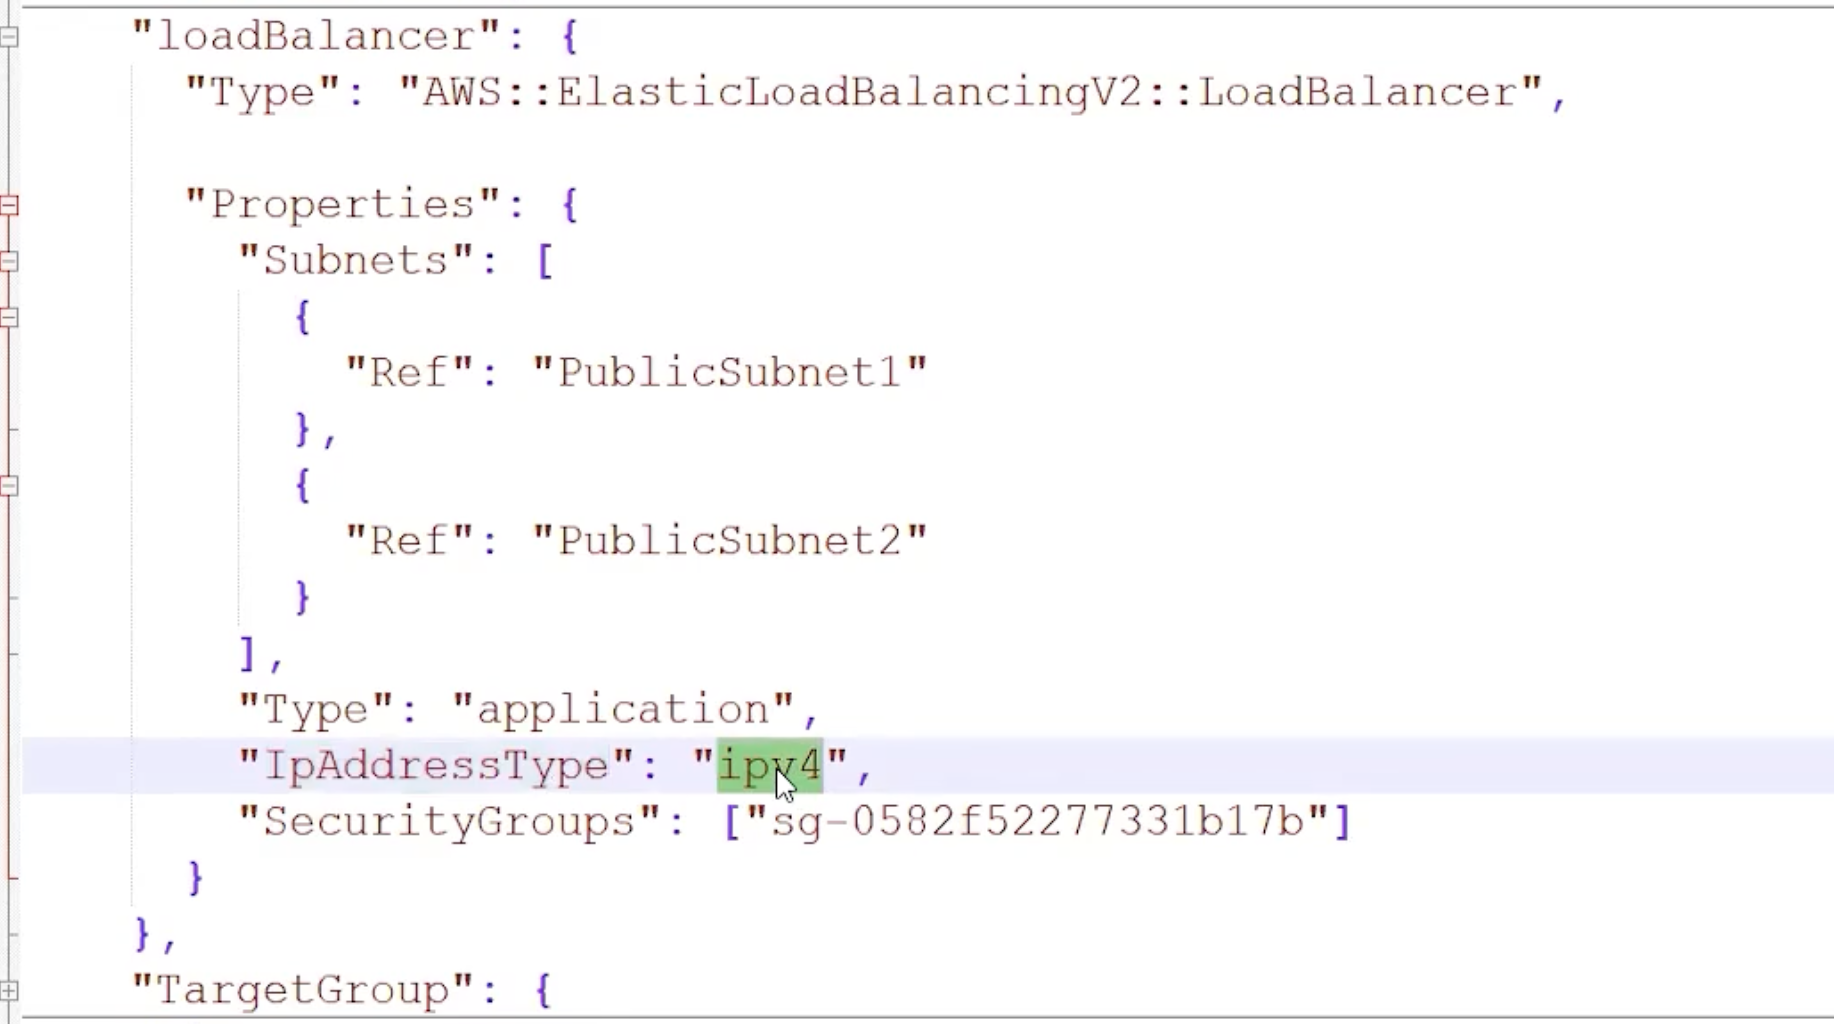 "loadBalancer": {
"Type": "AWS::ElasticLoadBalancingV2::LoadBalancer",
"Properties": {
"Subnets": [
{
"Ref": "PublicSubnet1"
},
{
"Ref": "PublicSubnet2"
}
],
"Type": "application",
"IpAddressType": "ipv4",
"SecurityGroups": ["sg-0582f52277331b17b"]
}
},
"TargetGroup": {